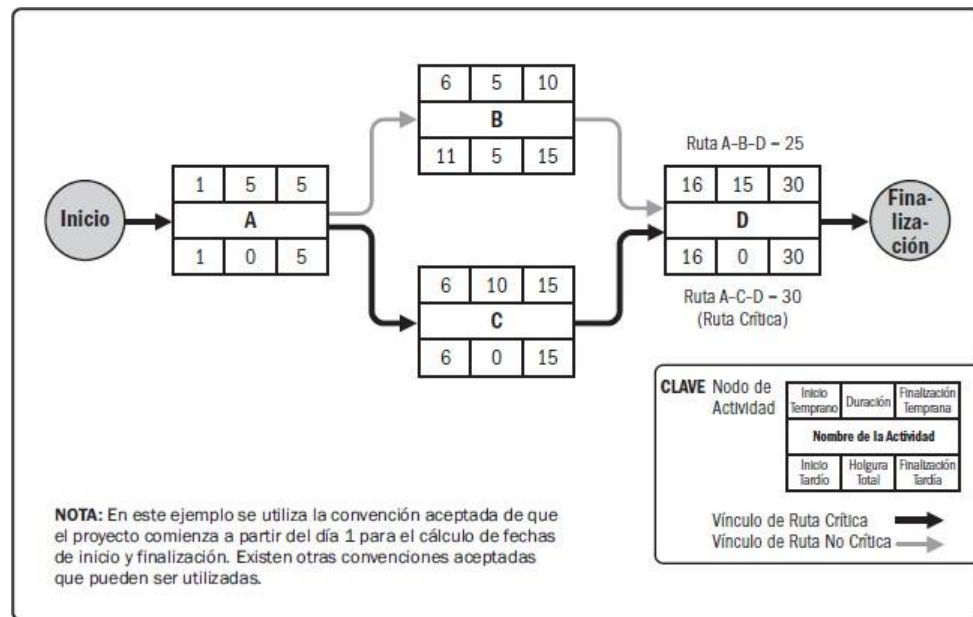 Inicio
1 5 5
A
1 0 5
6 5 10
B
11 5 15
6 10 15
C
6 0 15
Ruta A-B-D = 25
16 15 30
D
16 0 30
Ruta A-C-D = 30
(Ruta Crítica)
Fina-
liza-
ción
CLAVE Nodo de
Actividad
Inicio
Temprano
Duración
Finalización
Temprana
Nombre de la Actividad
Inicio
Tardío
Holgura
Total
Finalización
Tardía
Vínculo de Ruta Crítica
Vínculo de Ruta No Crítica
NOTA: En este ejemplo se utiliza la convención aceptada de que
el proyecto comienza a partir del día 1 para el cálculo de fechas
de inicio y finalización. Existen otras convenciones aceptadas
que pueden ser utilizadas.